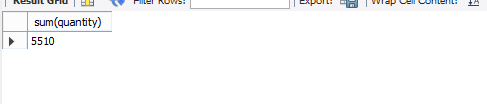 Result Grid Filter Rows: Export: Wrap Cell Content:
sum(quantity)
5510